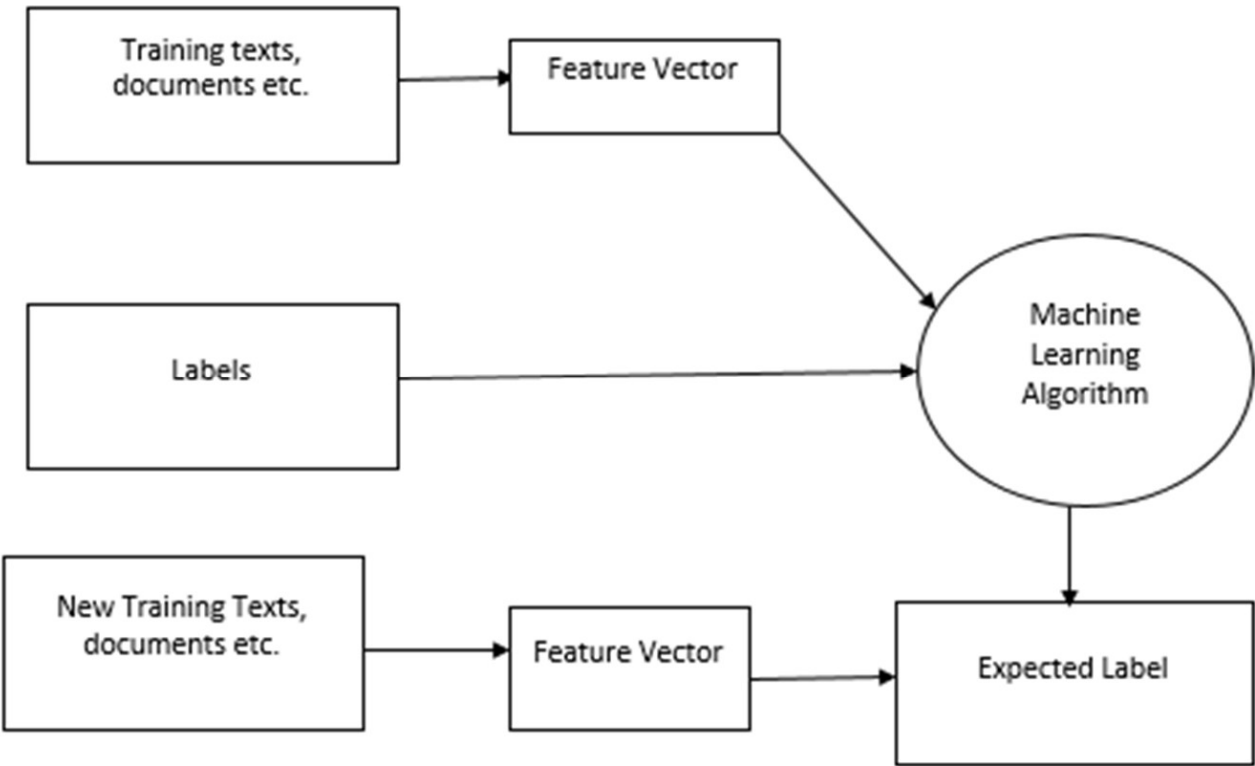 Training texts,
documents etc.
Feature Vector
Machine
Learning
Algorithm
Labels
New Training Texts,
documents etc.
Feature Vector
Expected Label